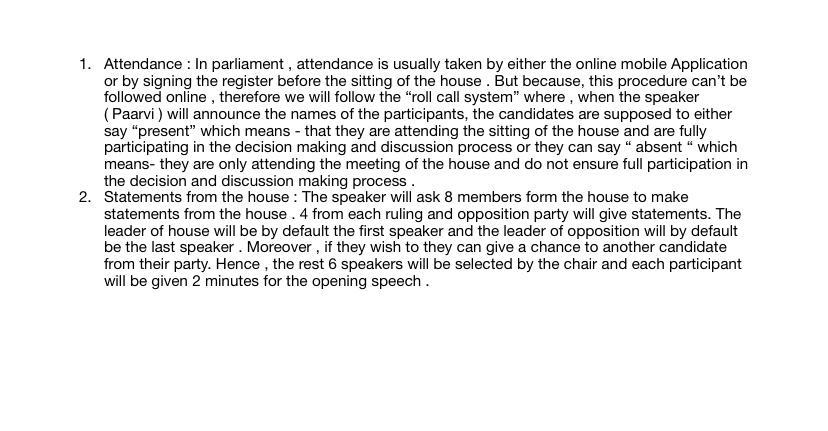 1. Attendance : In parliament , attendance is usually taken by either the online mobile Application
or by signing the register before the sitting of the house . But because, this procedure can’t be
followed online , therefore we will follow the “roll call system” where , when the speaker
( Paarvi ) will announce the names of the participants, the candidates are supposed to either
say “present” which means - that they are attending the sitting of the house and are fully
participating in the decision making and discussion process or they can say “ absent “ which
means- they are only attending the meeting of the house and do not ensure full participation in
the decision and discussion making process .
2. Statements from the house : The speaker will ask 8 members form the house to make
statements from the house . 4 from each ruling and opposition party will give statements. The
leader of house will be by default the first speaker and the leader of opposition will by default
be the last speaker . Moreover , if they wish to they can give a chance to another candidate
from their party. Hence , the rest 6 speakers will be selected by the chair and each participant
will be given 2 minutes for the opening speech .